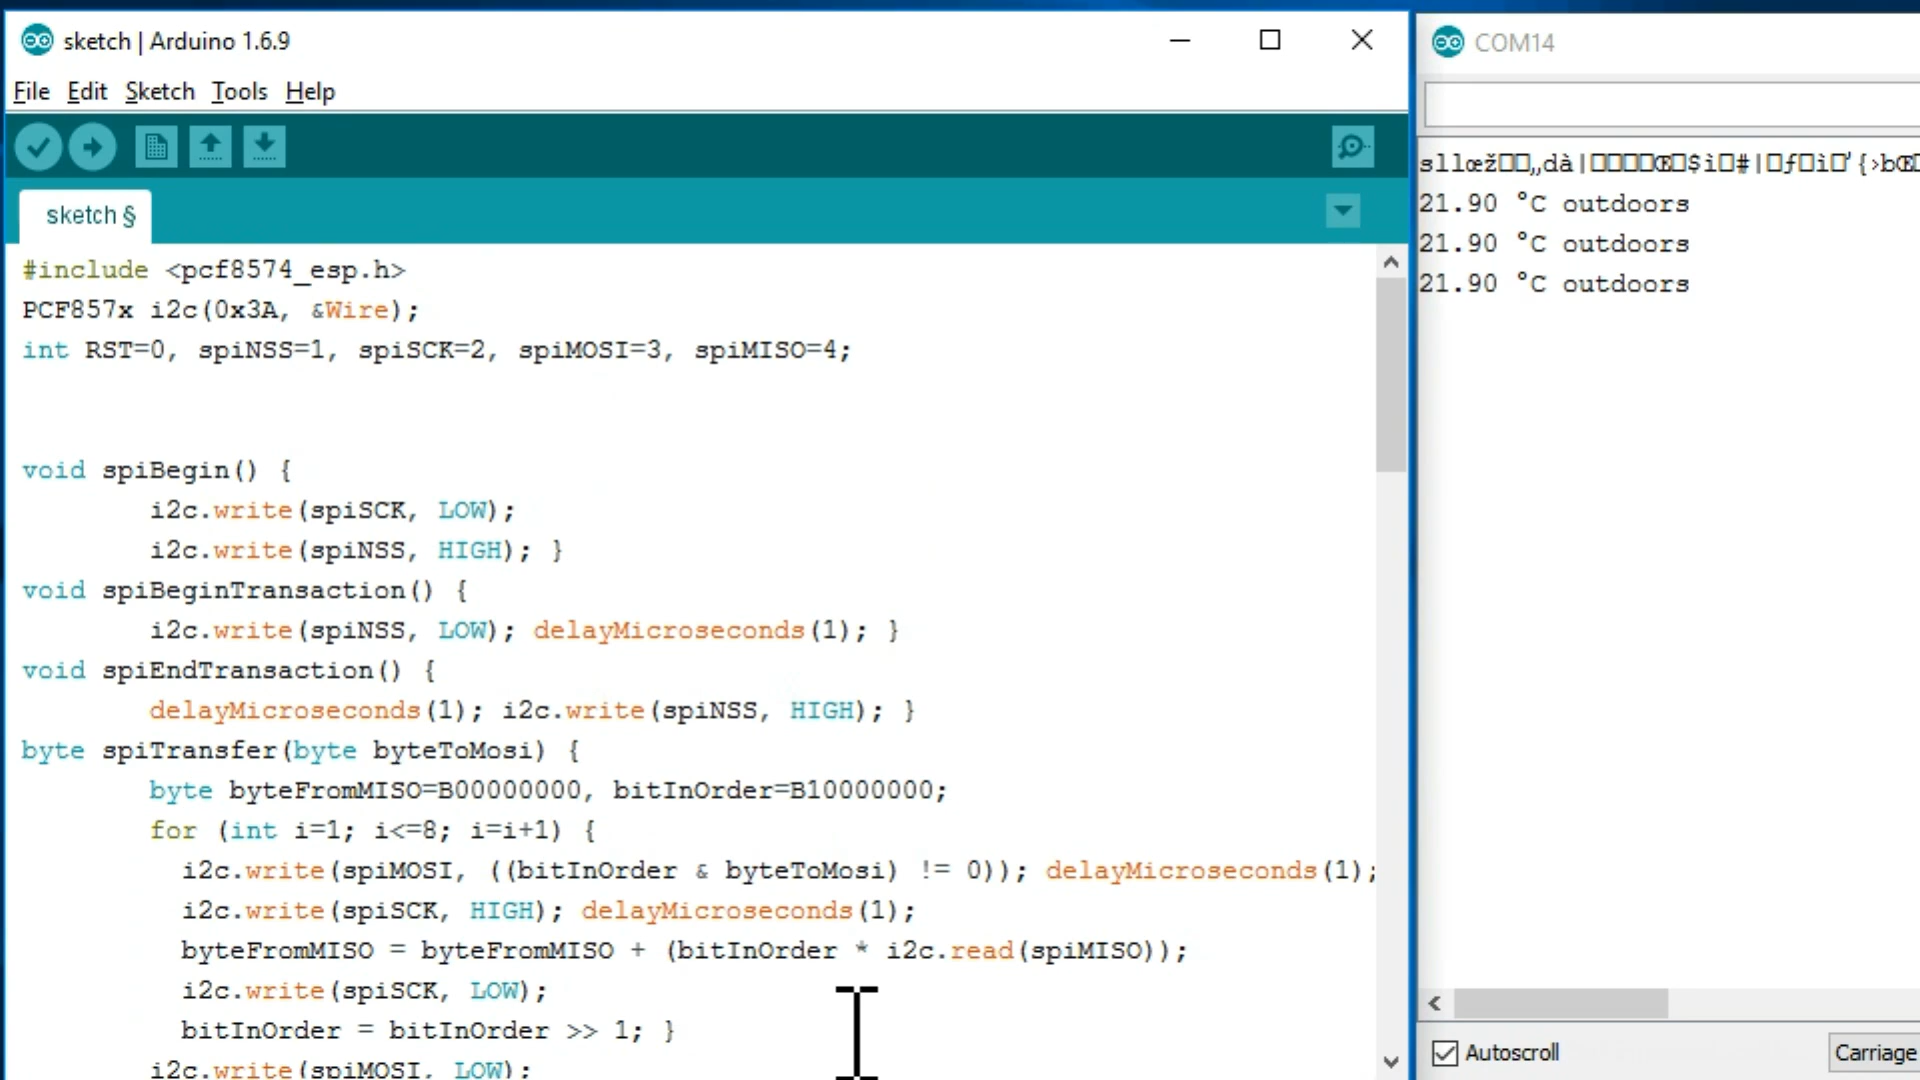 sketch | Arduino 1.6.9
File Edit Sketch Tools Help
sketch §
#include <pcf8574_esp.h>
PCF857x i2c(0x3A, &Wire);
int RST=0, spiNSS=1, spiSCK=2, spiMOSI=3, spiMISO=4;
void spiBegin() {
i2c.write(spiSCK, LOW);
i2c.write(spiNSS, HIGH); }
void spiBeginTransaction() {
i2c.write(spiNSS, LOW); delayMicroseconds(1); }
void spiEndTransaction() {
delayMicroseconds(1); i2c.write(spiNSS, HIGH); }
byte spiTransfer(byte byteToMosi) {
byte byteFromMISO=B00000000, bitInOrder=B10000000;
for (int i=1; i<=8; i=i+1) {
i2c.write(spiMOSI, ((bitInOrder & byteToMosi) != 0)); delayMicroseconds(1);
i2c.write(spiSCK, HIGH); delayMicroseconds(1);
byteFromMISO = byteFromMISO + (bitInOrder * i2c.read(spiMISO));
i2c.write(spiSCK, LOW);
bitInOrder = bitInOrder >> 1; }
i2c.write(spiMOSI, LOW);
COM14
21.90 °C outdoors
21.90 °C outdoors
21.90 °C outdoors
Autoscroll
Carriage